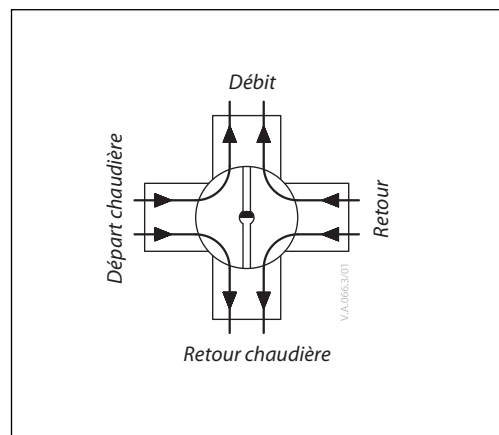 Débit
Départ chaudière
Retour
V.A.066.3/01
Retour chaudière